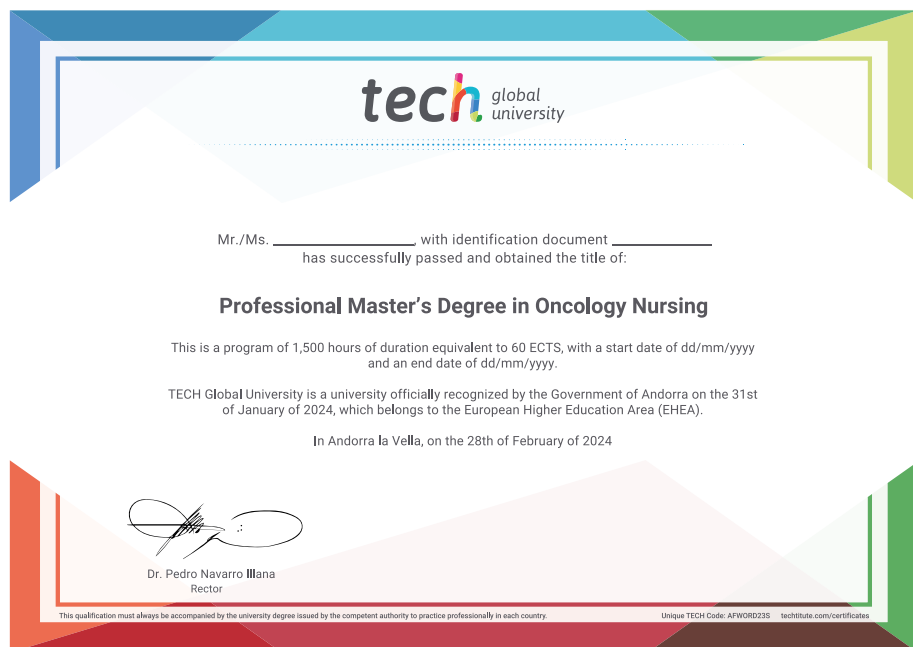 tech global
university
Mr./Ms. ____________, with identification document ____________
has successfully passed and obtained the title of:
Professional Master’s Degree in Oncology Nursing
This is a program of 1,500 hours of duration equivalent to 60 ECTS, with a start date of dd/mm/yyyy
and an end date of dd/mm/yyyy.
TECH Global University is a university officially recognized by the Government of Andorra on the 31st
of January of 2024, which belongs to the European Higher Education Area (EHEA).
In Andorra la Vella, on the 28th of February of 2024
Dr. Pedro Navarro Illana
Rector
This qualification must always be accompanied by the university degree issued by the competent authority to practice professionally in each country.
Unique TECH Code: AFWORD23S techtitute.com/certificates